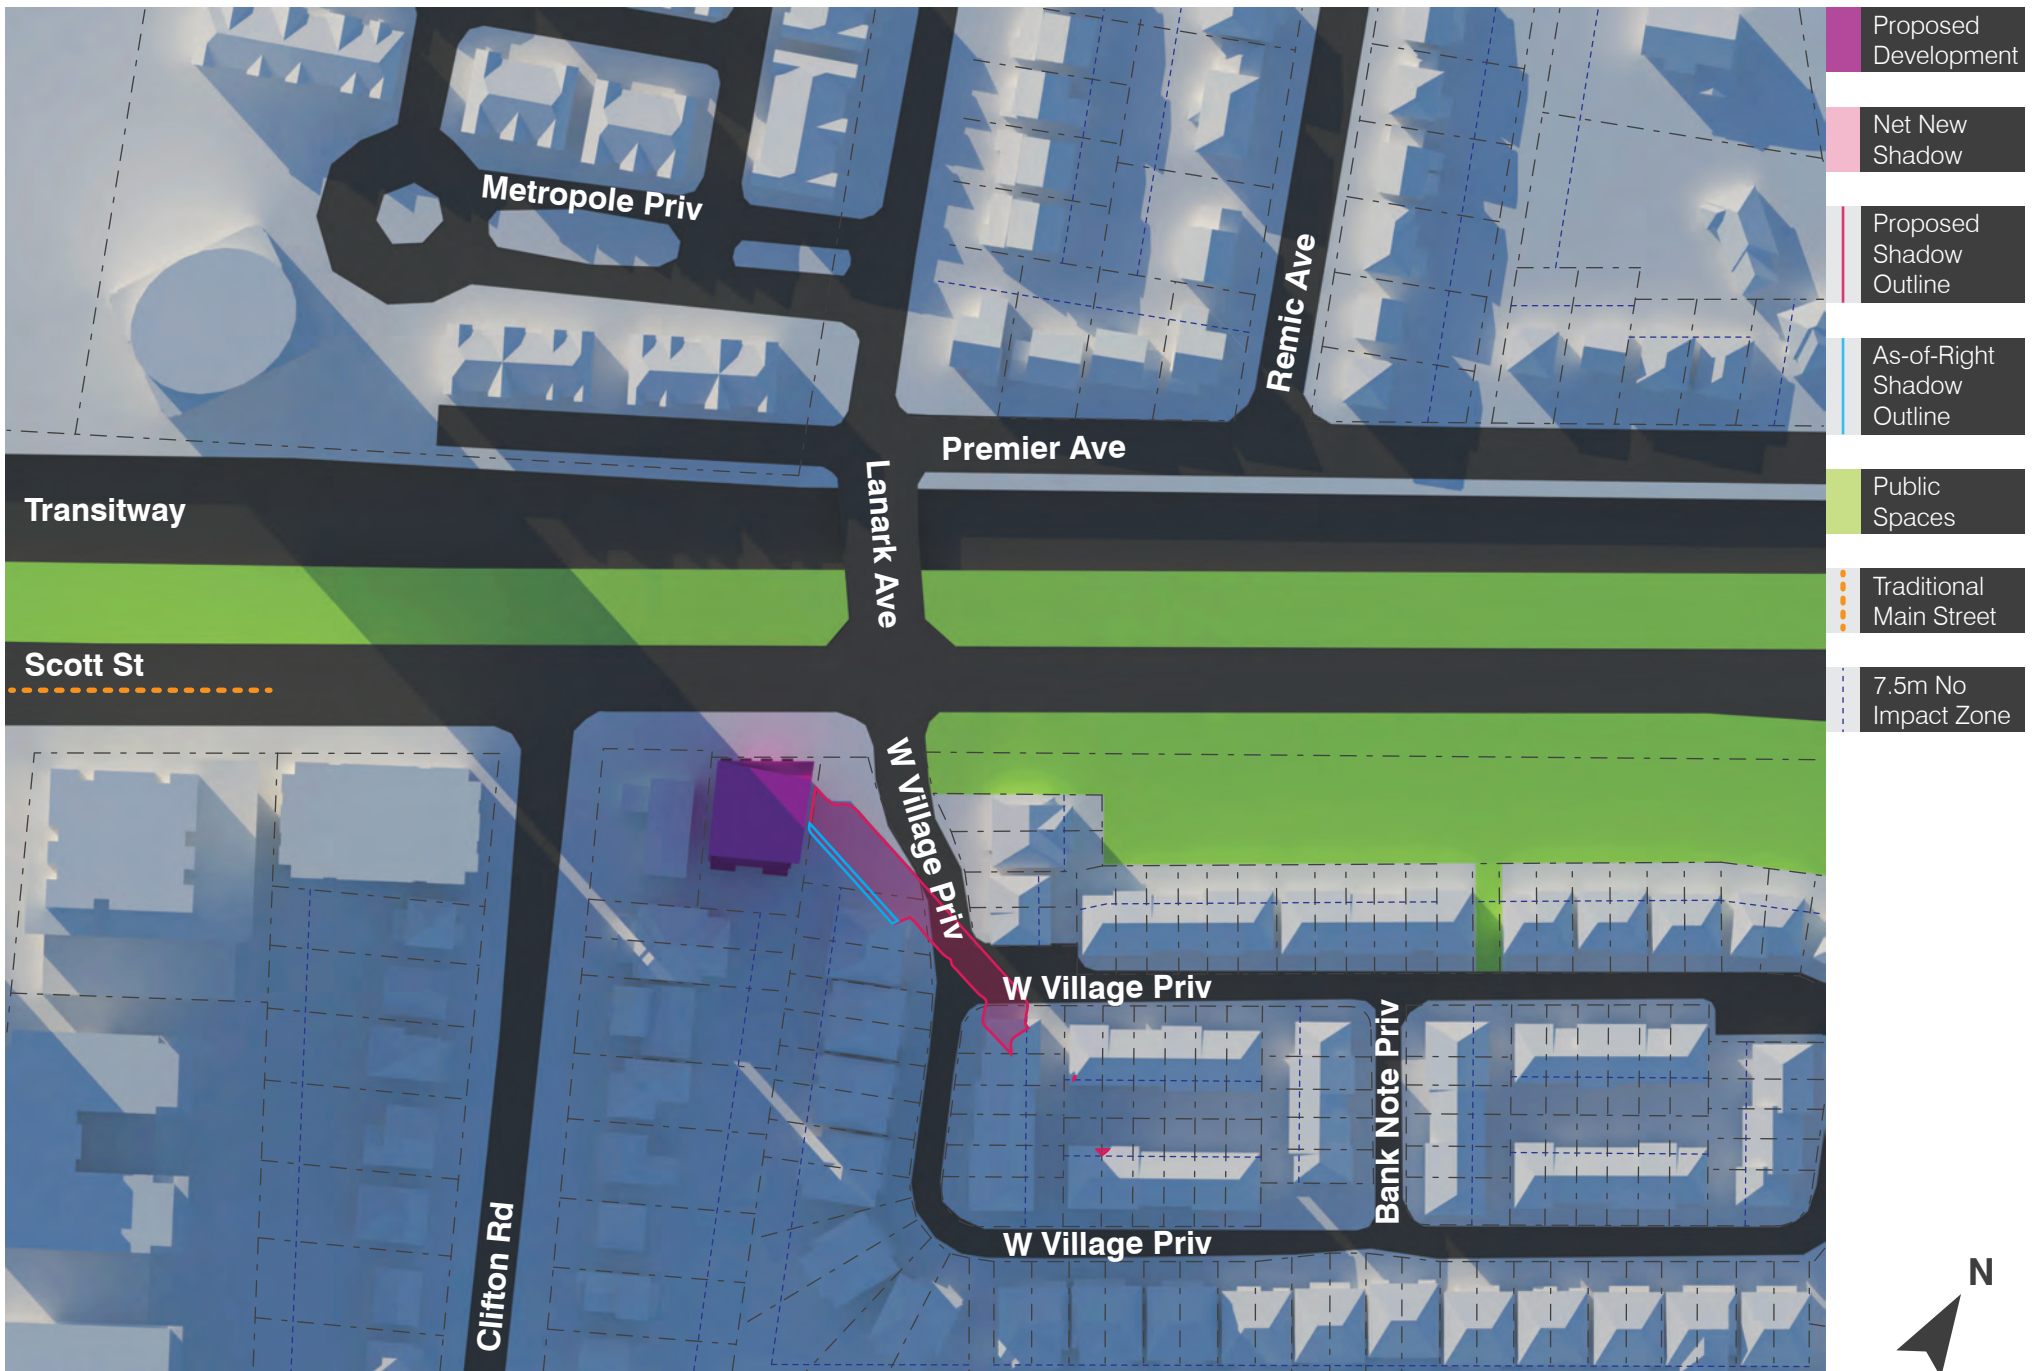 Metropole Priv
Remic Ave
Premier Ave
Lanark Ave
Transitway
Scott St
W Village Priv
W Village Priv
Bank Note Priv
W Village Priv
Clifton Rd
Proposed
Development
Net New
Shadow
Proposed
Shadow
Outline
As-of-Right
Shadow
Outline
Public
Spaces
Traditional
Main Street
7.5m No
Impact Zone
N